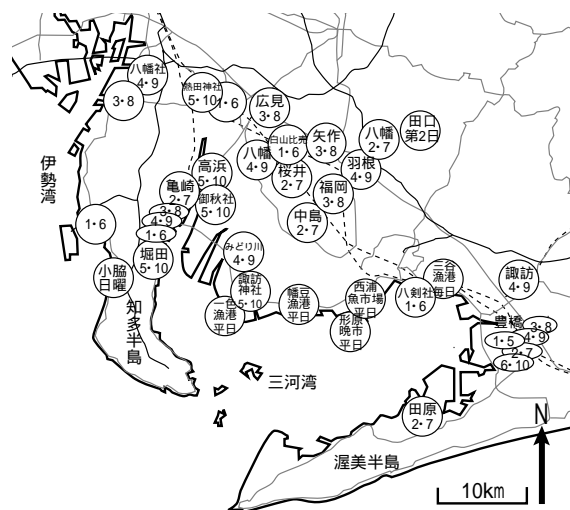 八幡社
4・9
3・8
熱田神社
5・10
1・6
広見
3・8
白山比売
1・6
矢作
3・8
八幡
2・7
田口
第2日
八幡
4・9
桜井
2・7
羽根
4・9
福岡
3・8
中島
2・7
高浜
5・10
亀崎
2・7
御秋社
5・10
3・8
4・9
1・6
堀田
5・10
伊勢湾
1・6
小脇
日曜
知多半島
みどり川
4・9
諏訪
神社
5・10
一色
漁港
平日
幡豆
漁港
平日
西浦
魚市場
平日
形原
晩市
平日
八剣社
1・6
三谷
漁港
毎日
諏訪
4・9
豊橋
3・8
4・9
1・5
2・7
6・10
三河湾
田原
2・7
渥美半島
N
10km